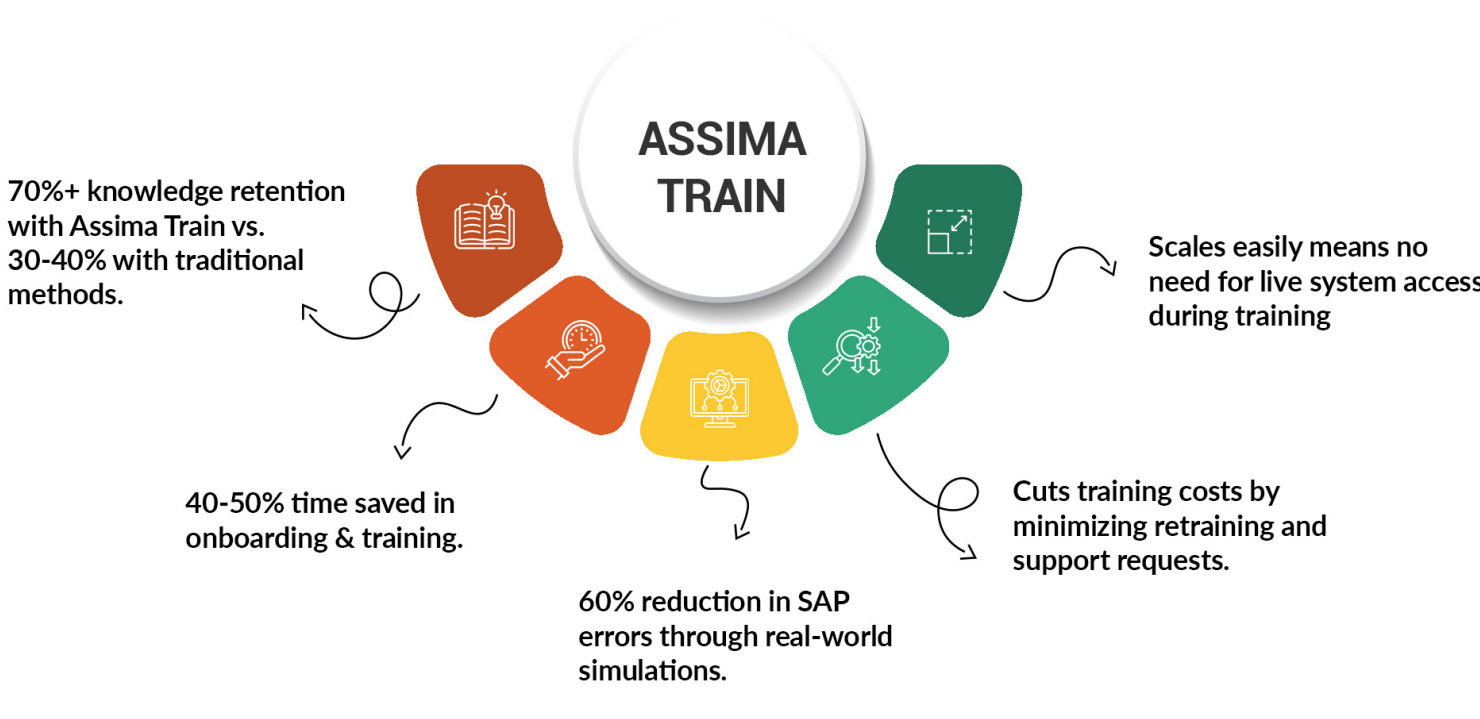 ASSIMA
TRAIN
70%+ knowledge retention
with Assima Train vs.
30-40% with traditional
methods.
40-50% time saved in
onboarding & training.
60% reduction in SAP
errors through real-world
simulations.
Cuts training costs by
minimizing retraining and
support requests.
Scales easily means no
need for live system access
during training